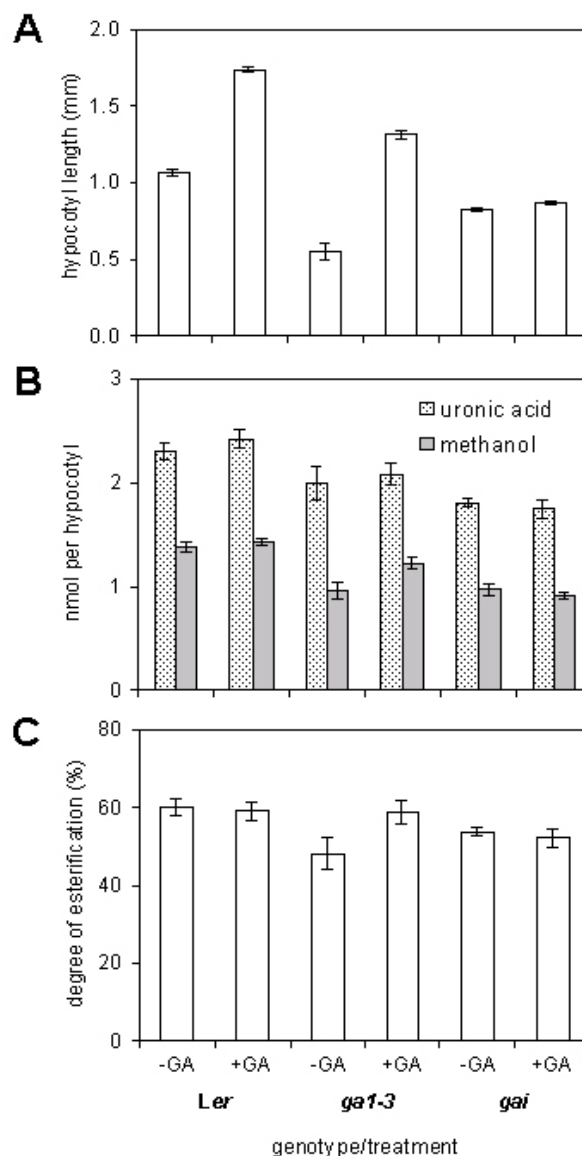 A
2.0
1.5
1.0
0.5
0.0
hypocotyl length (mm)
B
3
2
1
0
nmol per hypocotyl
uronic acid
methanol
C
80
60
40
20
0
degree of esterification (%)
-GA +GA -GA +GA -GA +GA
Ler ga1-3 gai
genotype/treatment